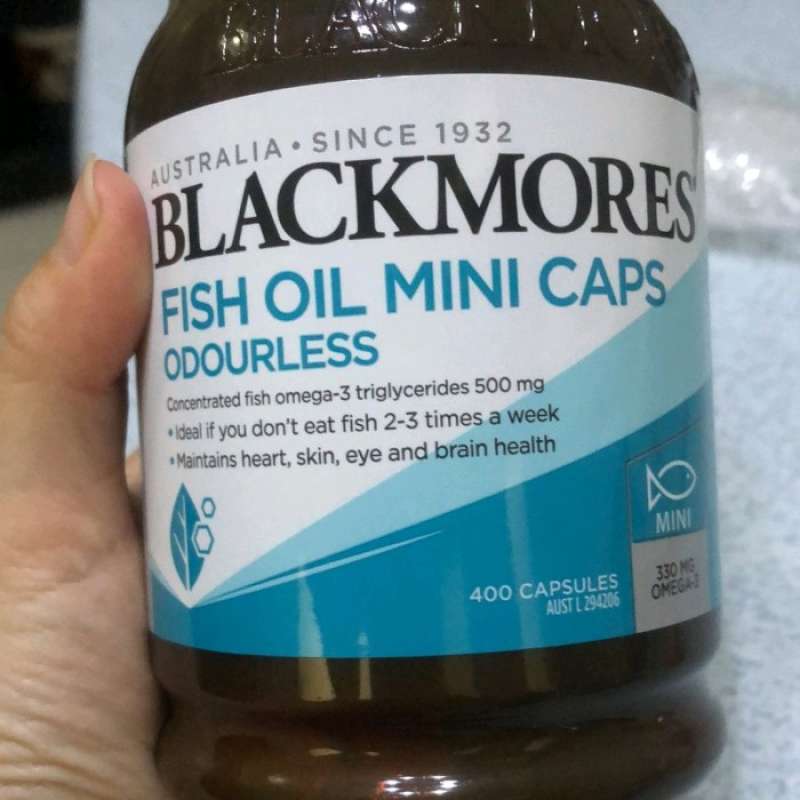 AUSTRALIA • SINCE 1932
BLACKMORES
FISH OIL MINI CAPS
ODOURLESS
Concentrated fish omega-3 triglycerides 500 mg
• Ideal if you don't eat fish 2-3 times a week
• Maintains heart, skin, eye and brain health
MINI
330 MG
OMEGA-3
400 CAPSULES
AUST L 294206